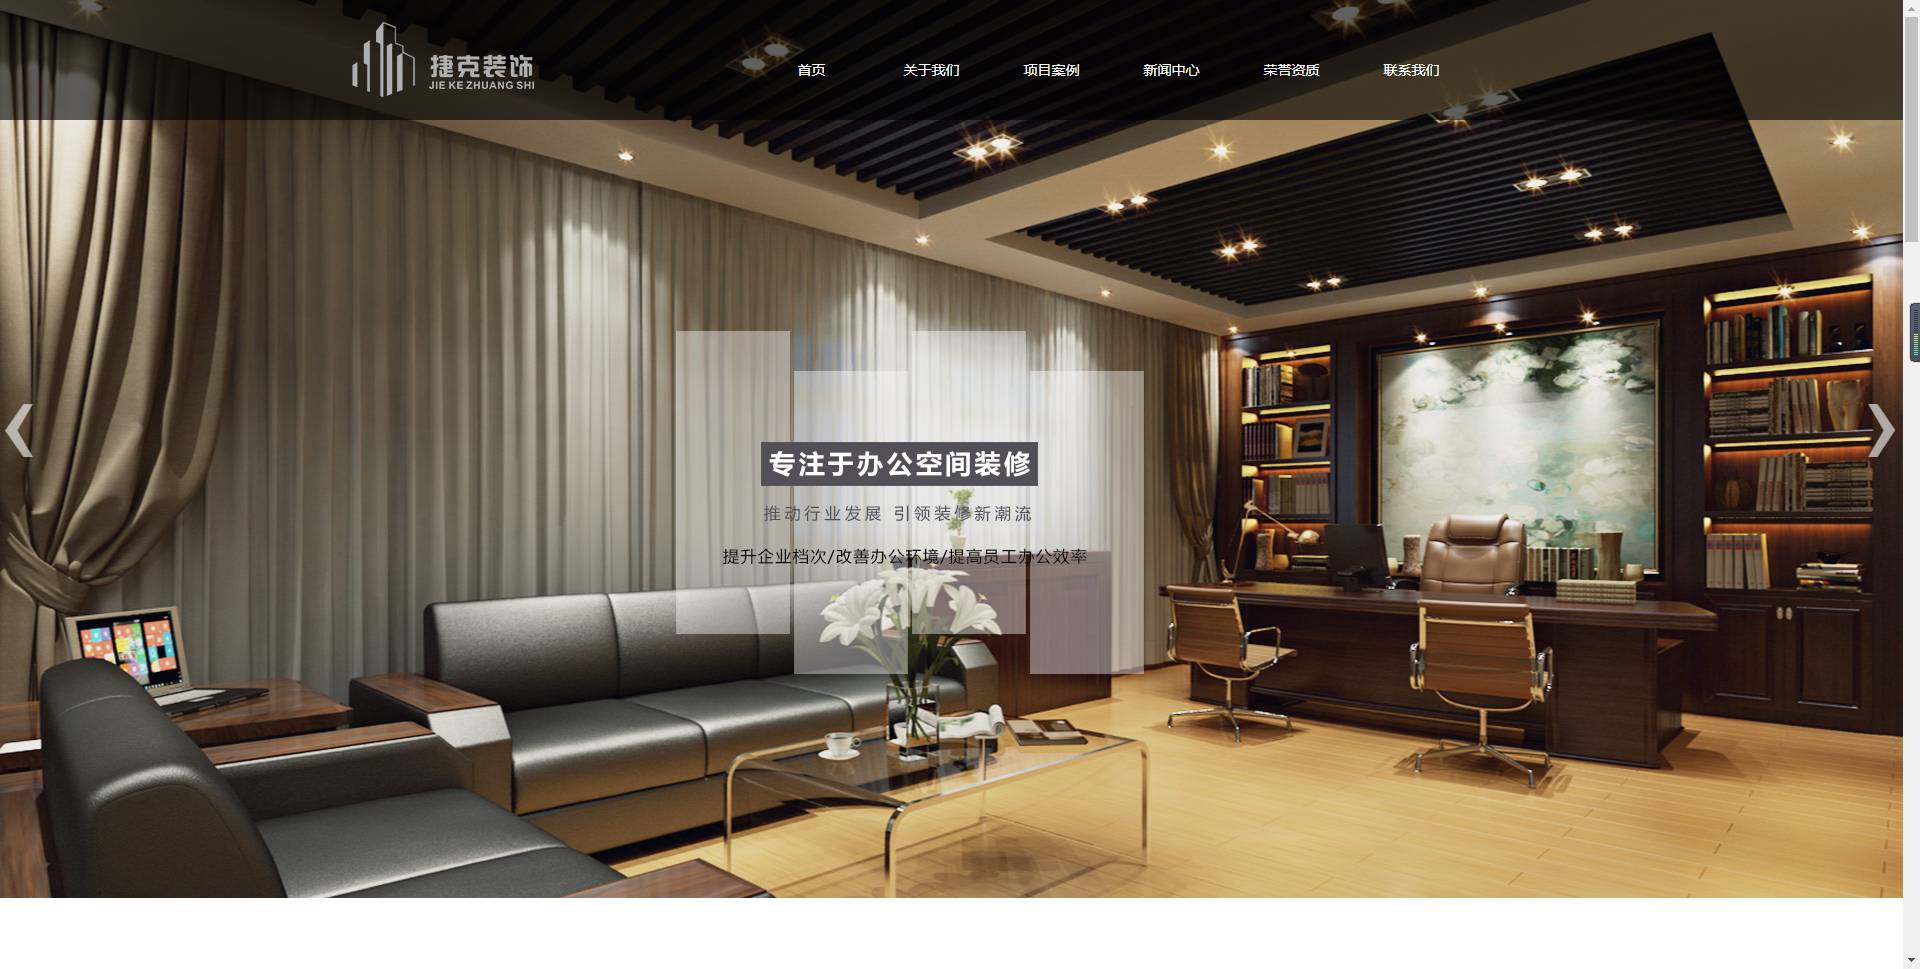 捷克装饰
JIE KE ZHUANG SHI
首页 关于我们 项目案例 新闻中心 荣誉资质 联系我们
专注于办公空间装修
推动行业发展 引领装修新潮流
提升企业档次/改善办公环境/提高员工办公效率